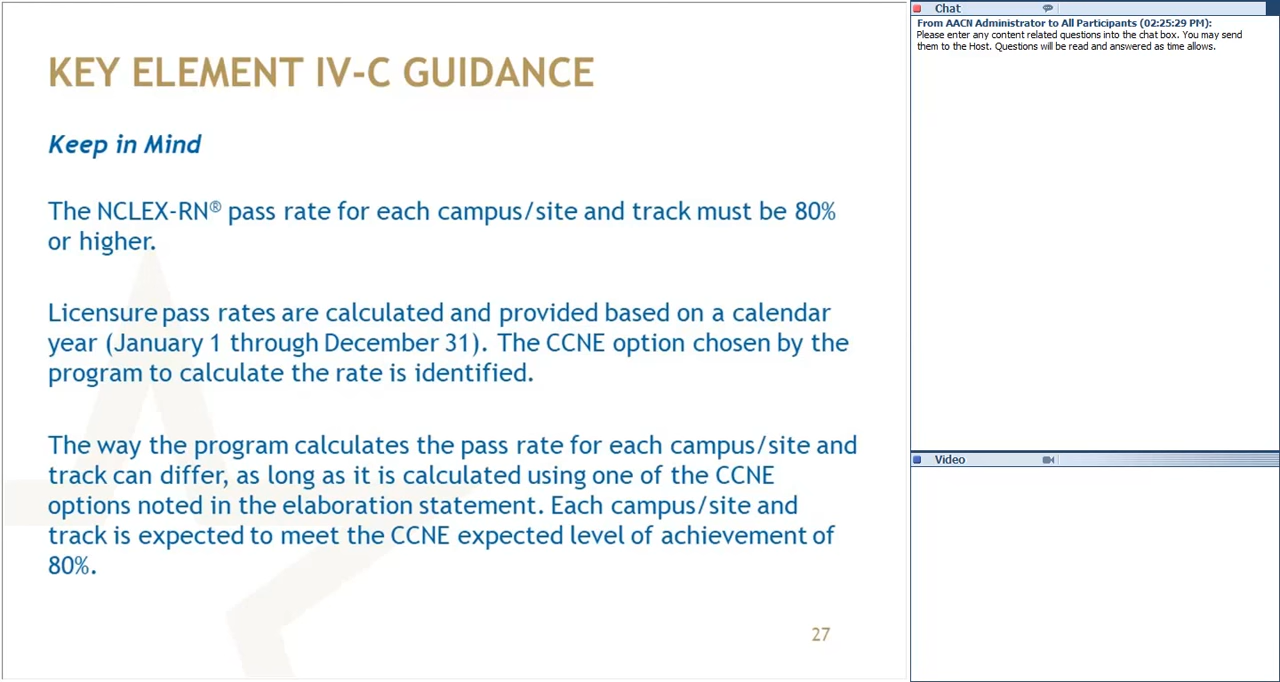 KEY ELEMENT IV-C GUIDANCE
Keep in Mind
The NCLEX-RN® pass rate for each campus/site and track must be 80%
or higher.
Licensure pass rates are calculated and provided based on a calendar
year (January 1 through December 31). The CCNE option chosen by the
program to calculate the rate is identified.
The way the program calculates the pass rate for each campus/site and
track can differ, as long as it is calculated using one of the CCNE
options noted in the elaboration statement. Each campus/site and
track is expected to meet the CCNE expected level of achievement of
80%.
27
Chat
From AACN Administrator to All Participants (02:25:29 PM):
Please enter any content related questions into the chat box. You may send
them to the Host. Questions will be read and answered as time allows.
Video